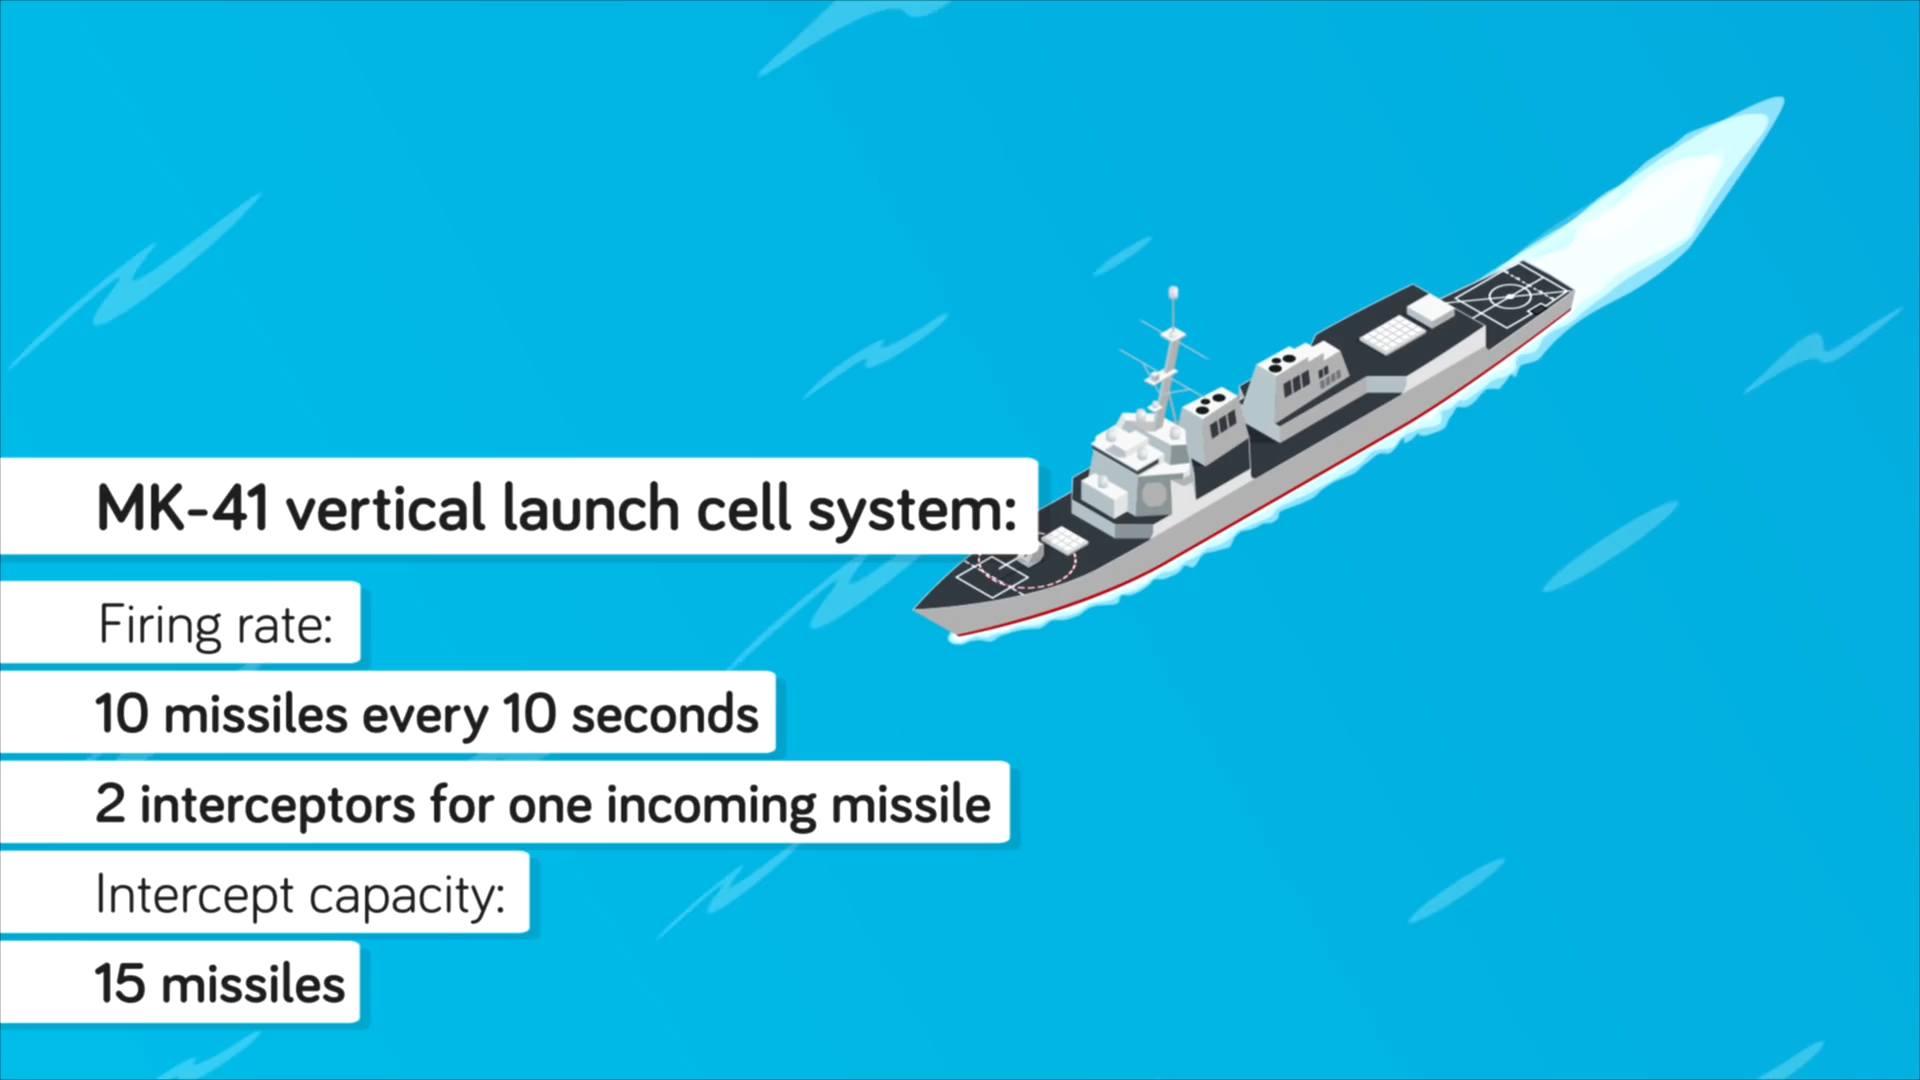 MK-41 vertical launch cell system:
Firing rate:
10 missiles every 10 seconds
2 interceptors for one incoming missile
Intercept capacity:
15 missiles